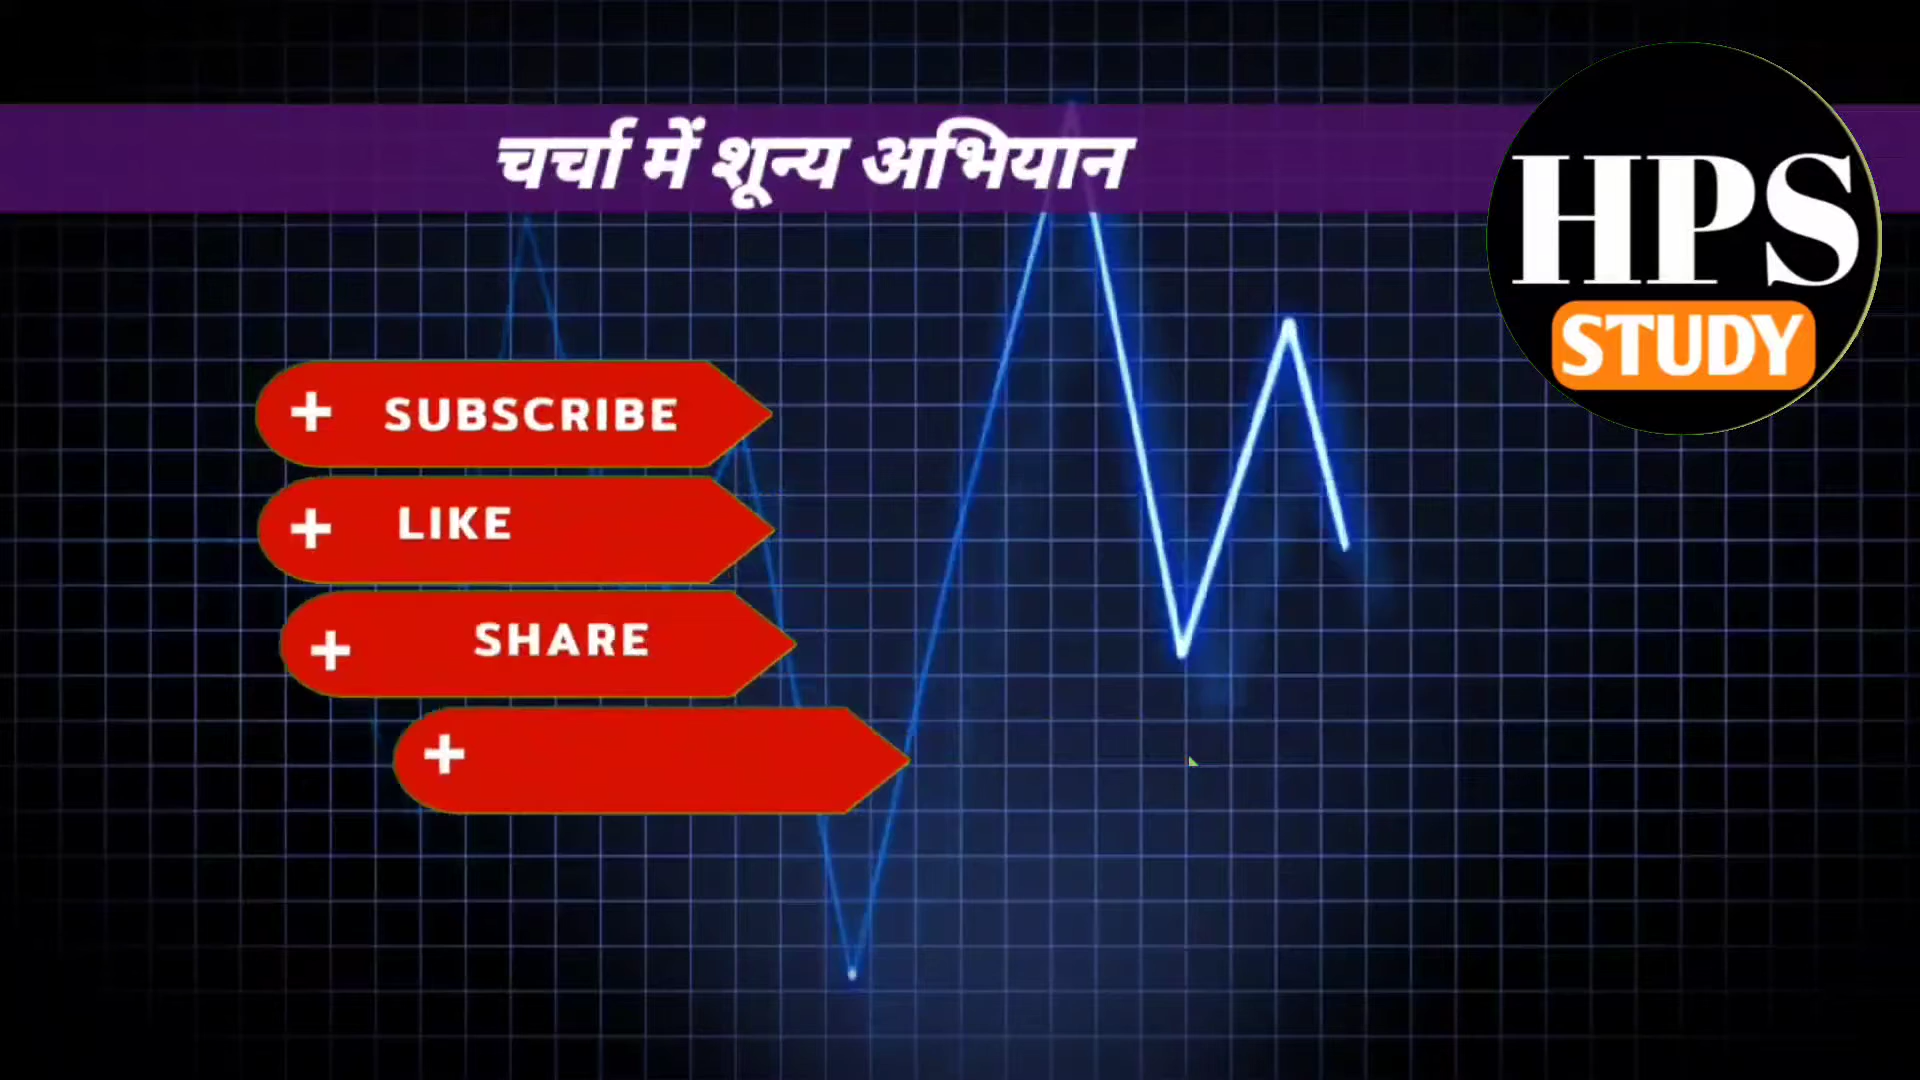 चर्चा में शून्य अभियान
HPS
STUDY
+ SUBSCRIBE
+ LIKE
+ SHARE
+